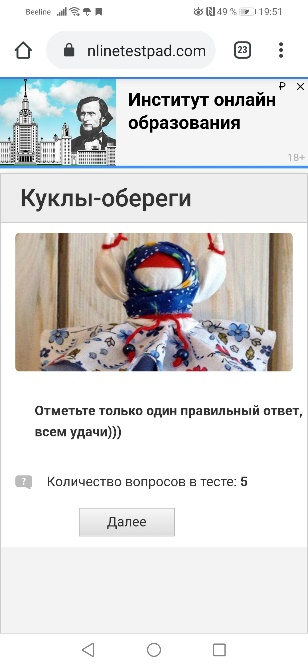 Beeline 49 % 19:51
nlinetestpad.com 23
Институт онлайн
образования
18+
Куклы-обереги
Отметьте только один правильный ответ,
всем удачи)))
? Количество вопросов в тесте: 5
Далее